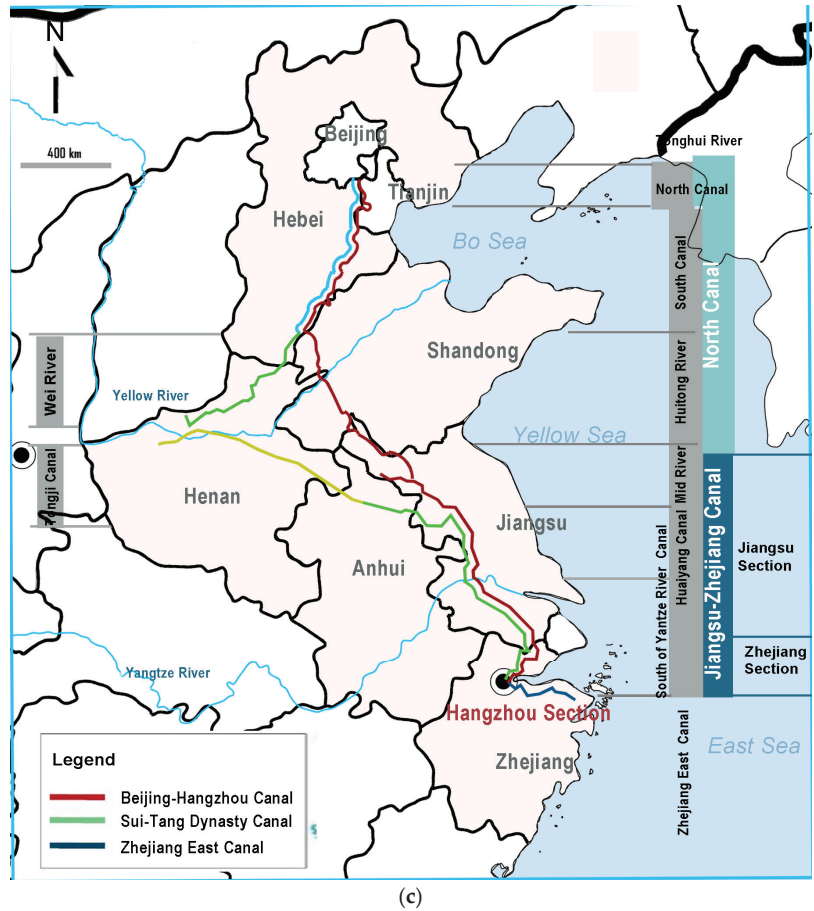 N
400 km
Beijing
Tianjin
Hebei
Bo Sea
Tonghui River
North Canal
South Canal
North Canal
Shandong
Huitong River
Yellow River
Wei River
Yellow Sea
Tongji Canal
Henan
Mid River
Jiangsu
Anhui
Huaiyang Canal
South of Yantze River Canal
Jiangsu-Zhejiang Canal
Jiangsu
Section
Zhejiang
Section
Yangtze River
Hangzhou Section
Zhejiang
Zhejiang East Canal
East Sea
Legend
Beijing-Hangzhou Canal
Sui-Tang Dynasty Canal
Zhejiang East Canal
(c)